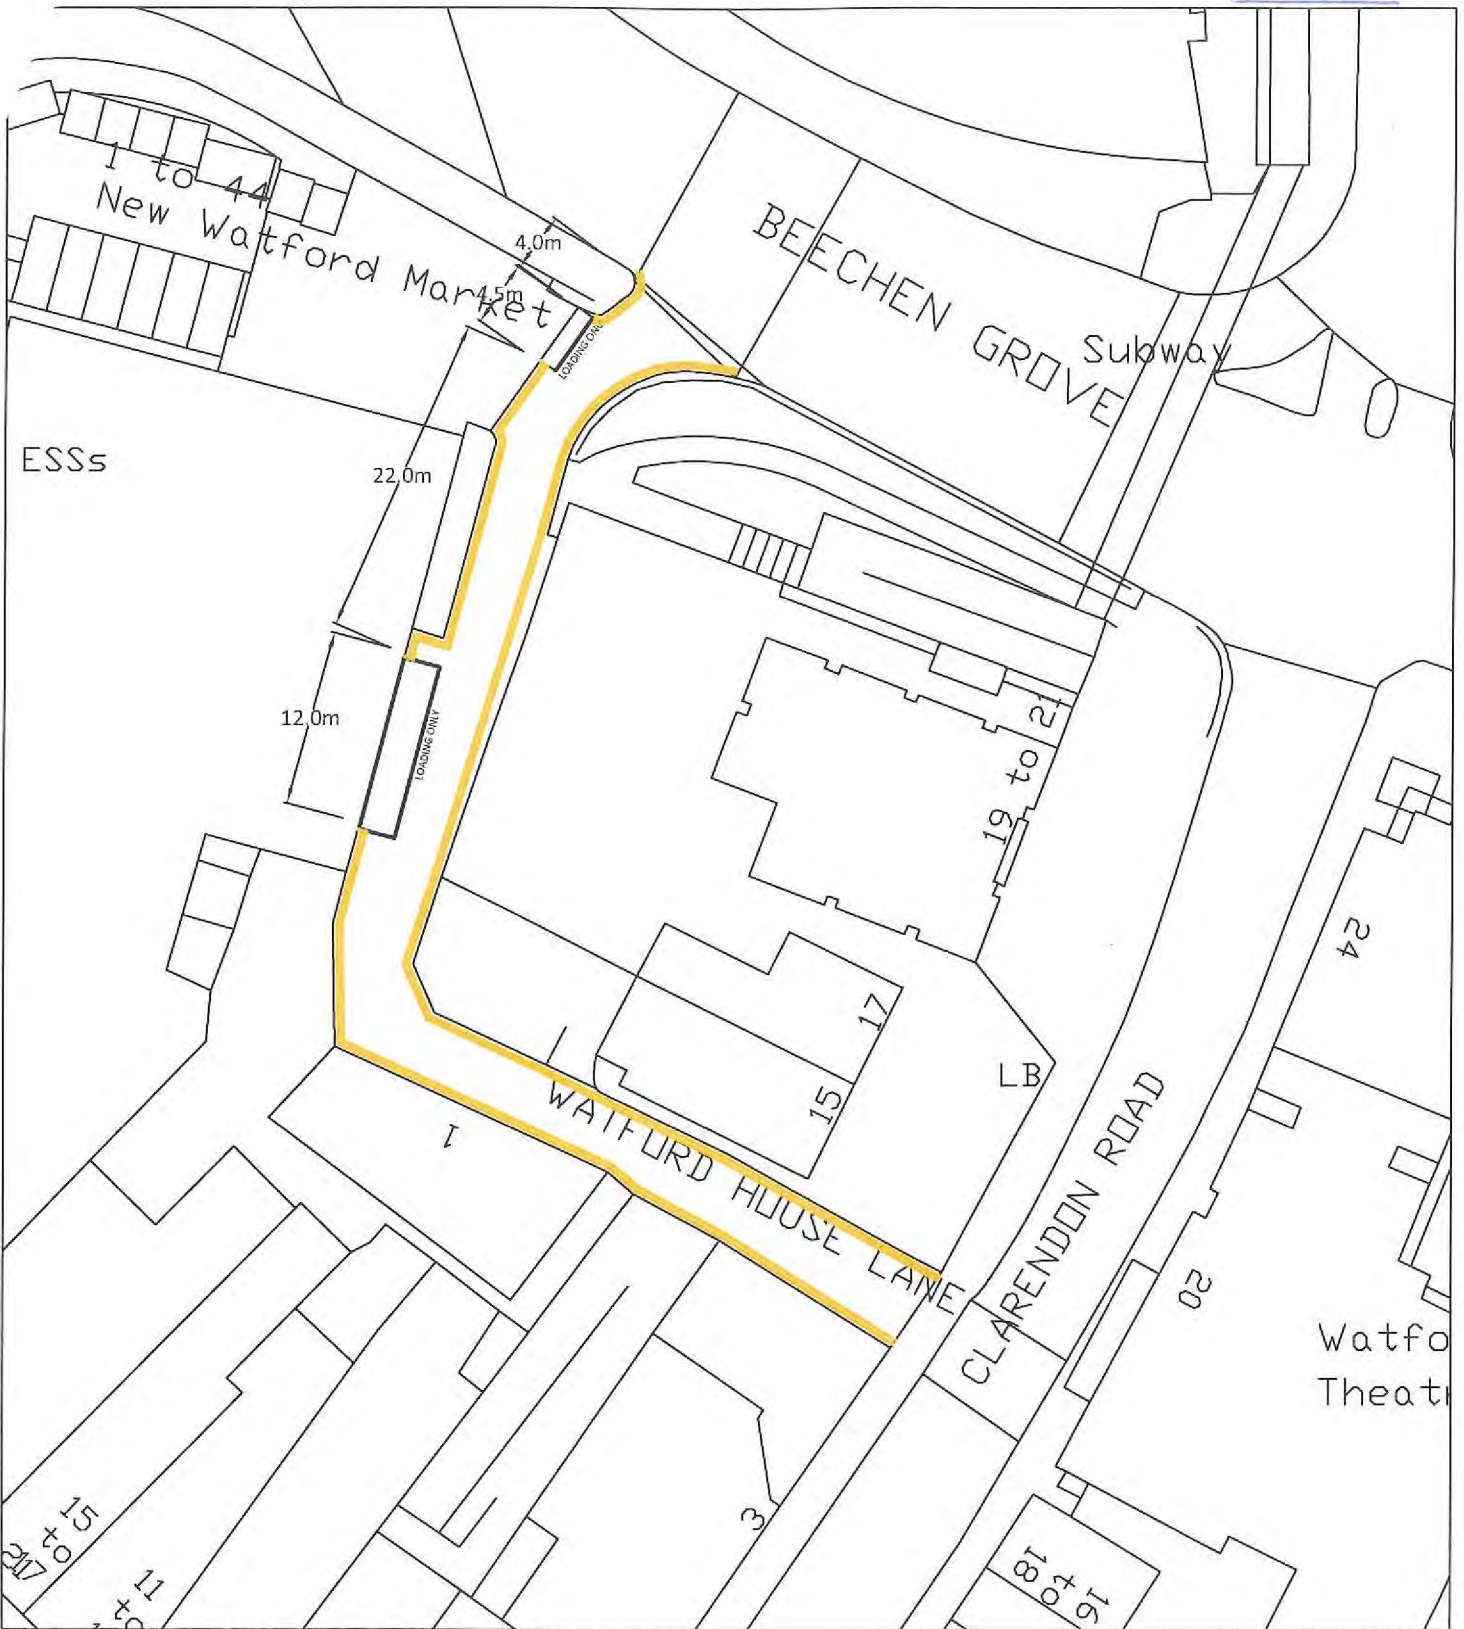 1 to 44
New Watford Market
4.0m
4.5m
LOADING ONLY
BEECHEN GROVE
Subway
ESSs
22.0m
12.0m
LOADING ONLY
19 to 21
24
17
15
LB
1
WATFORD HOUSE LANE
CLARENDON ROAD
20
Watfo
Theat
3
15
to
11
to
18
to
16